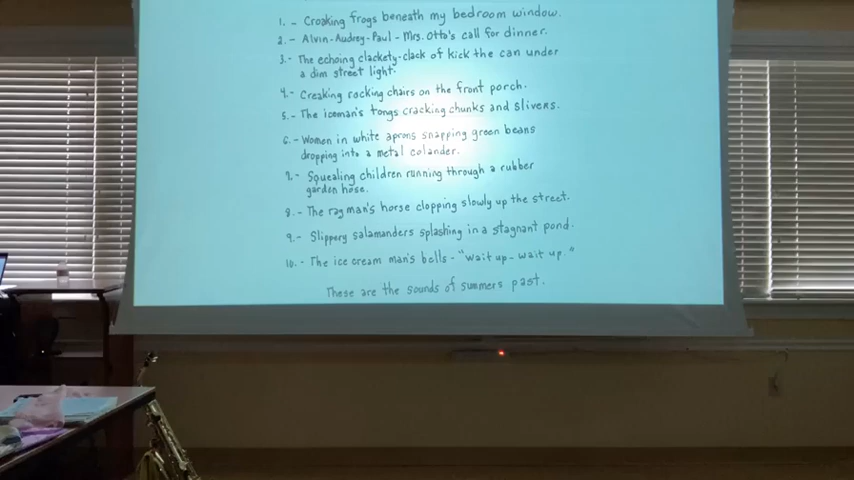 1. - Croaking frogs beneath my bedroom window.
2. - Alvin-Audrey-Paul - Mrs. Otto's call for dinner.
3.- The echoing clackety-clack of kick the can under
a dim street light.
4.- Creaking rocking chairs on the front porch.
5.- The iceman's tongs cracking chunks and slivers.
6.- Women in white aprons snapping green beans
dropping into a metal colander.
7.- Squealing children running through a rubber
garden hose.
8.- The rag man's horse clopping slowly up the street.
9.- Slippery salamanders splashing in a stagnant pond.
10.- The ice cream man's bells - "wait up - wait up."
These are the sounds of summers past.